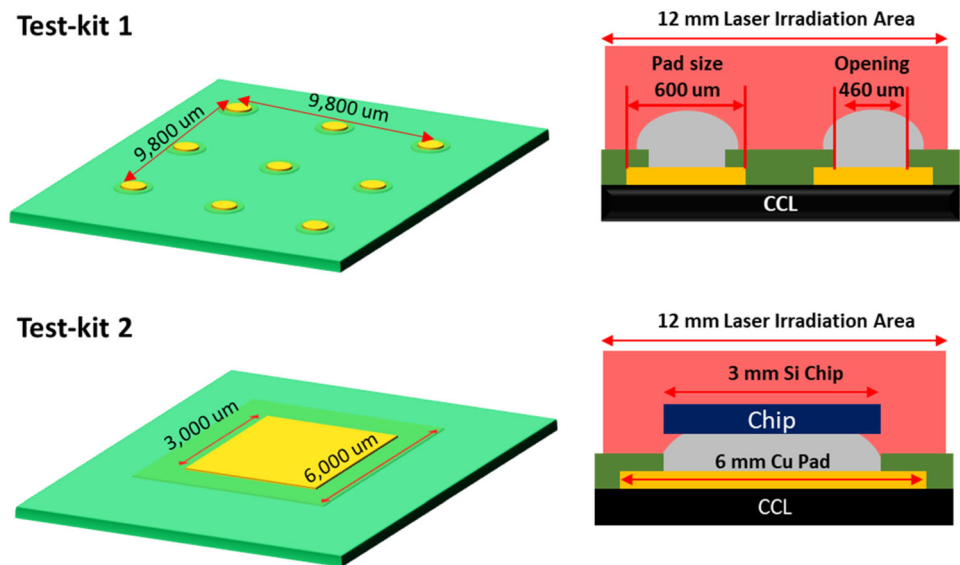 Test-kit 1
9,800 um
9,800 um
12 mm Laser Irradiation Area
Pad size
600 um
Opening
460 um
CCL
Test-kit 2
3,000 um
6,000 um
12 mm Laser Irradiation Area
3 mm Si Chip
Chip
6 mm Cu Pad
CCL